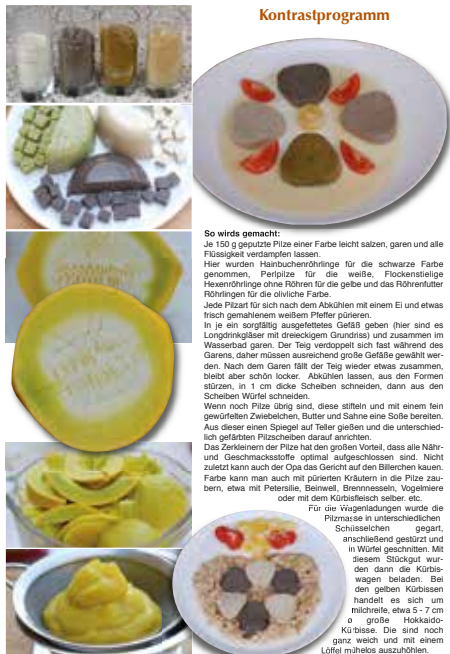 Kontrastprogramm
So wirds gemacht:
Je 150 g geputzte Pilze einer Farbe leicht salzen, garen und alle
Flüssigkeit verdampfen lassen.
Hier wurden Hainbuchenröhrlinge für die schwarze Farbe
genommen, Perlpilze für die weiße, Flockenstielige
Hexenröhrlinge ohne Röhren für die gelbe und das Röhrenfutter
Röhrlingen für die olivliche Farbe.
Jede Pilzart für sich nach dem Abkühlen mit einem Ei und etwas
frisch gemahlenem weißem Pfeffer pürieren.
In je ein sorgfältig ausgefettetes Gefäß geben (hier sind es
Longdrinkgläser mit dreieckigem Grundriss) und zusammen im
Wasserbad garen. Der Teig verdoppelt sich fast während des
Garens, daher müssen ausreichend große Gefäße gewählt wer-
den. Nach dem Garen fällt der Teig wieder etwas zusammen,
bleibt aber schön locker. Abkühlen lassen, aus den Formen
stürzen, in 1 cm dicke Scheiben schneiden, dann aus den
Scheiben Würfel schneiden.
Wenn noch Pilze übrig sind, diese stifteln und mit einem fein
gewürfelten Zwiebelchen, Butter und Sahne eine Soße bereiten.
Aus dieser einen Spiegel auf Teller gießen und die unterschied-
lich gefärbten Pilzscheiben darauf anrichten.
Das Zerkleinern der Pilze hat den großen Vorteil, dass alle Nähr-
und Geschmacksstoffe optimal aufgeschlossen sind. Nicht
zuletzt kann auch der Opa das Gericht auf den Billerchen kauen.
Farbe kann man auch mit pürierten Kräutern in die Pilze zau-
bern, etwa mit Petersilie, Beinwell, Brennnesseln, Vogelmiere
oder mit dem Kürbisfleisch selber. etc.
Für die Wagenladungen wurde die
Pilzmasse in unterschiedlichen
Schüsselchen gegart,
anschließend gestürzt und
in Würfel geschnitten. Mit
diesem Stückgut wur-
den dann die Kürbis-
wagen beladen. Bei
den gelben Kürbissen
handelt es sich um
milchreife, etwa 5 - 7 cm
ø große Hokkaido-
Kürbisse. Die sind noch
ganz weich und mit einem
Löffel mühelos auszuhöhlen.